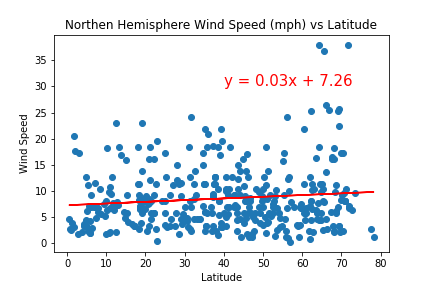 Northen Hemisphere Wind Speed (mph) vs Latitude
35
30
25
20
15
10
5
0
Wind Speed
y = 0.03x + 7.26
0 10 20 30 40 50 60 70 80
Latitude